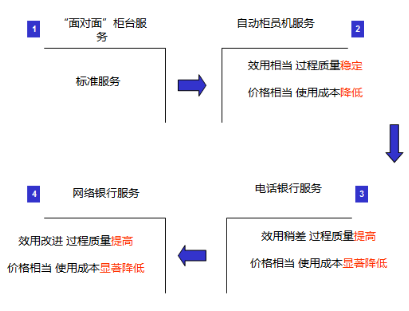 1
“面对面”柜台服
务
标准服务
自动柜员机服务
2
效用相当 过程质量稳定
价格相当 使用成本降低
电话银行服务
3
效用稍差 过程质量提高
价格相当 使用成本显著降低
4
网络银行服务
效用改进 过程质量提高
价格相当 使用成本显著降低